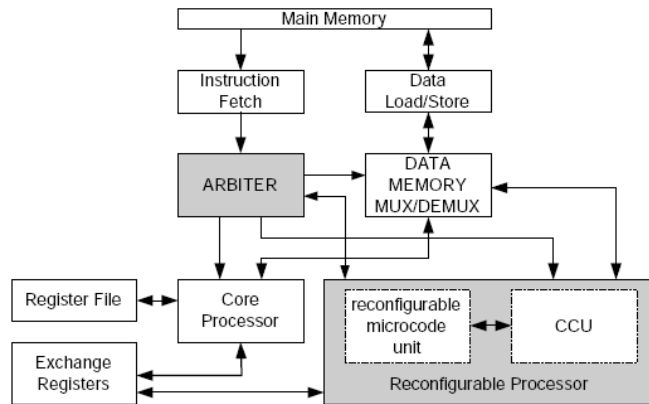 Main Memory
Instruction
Fetch
Data
Load/Store
ARBITER
DATA
MEMORY
MUX/DEMUX
Register File
Core
Processor
reconfigurable
microcode
unit
CCU
Exchange
Registers
Reconfigurable Processor